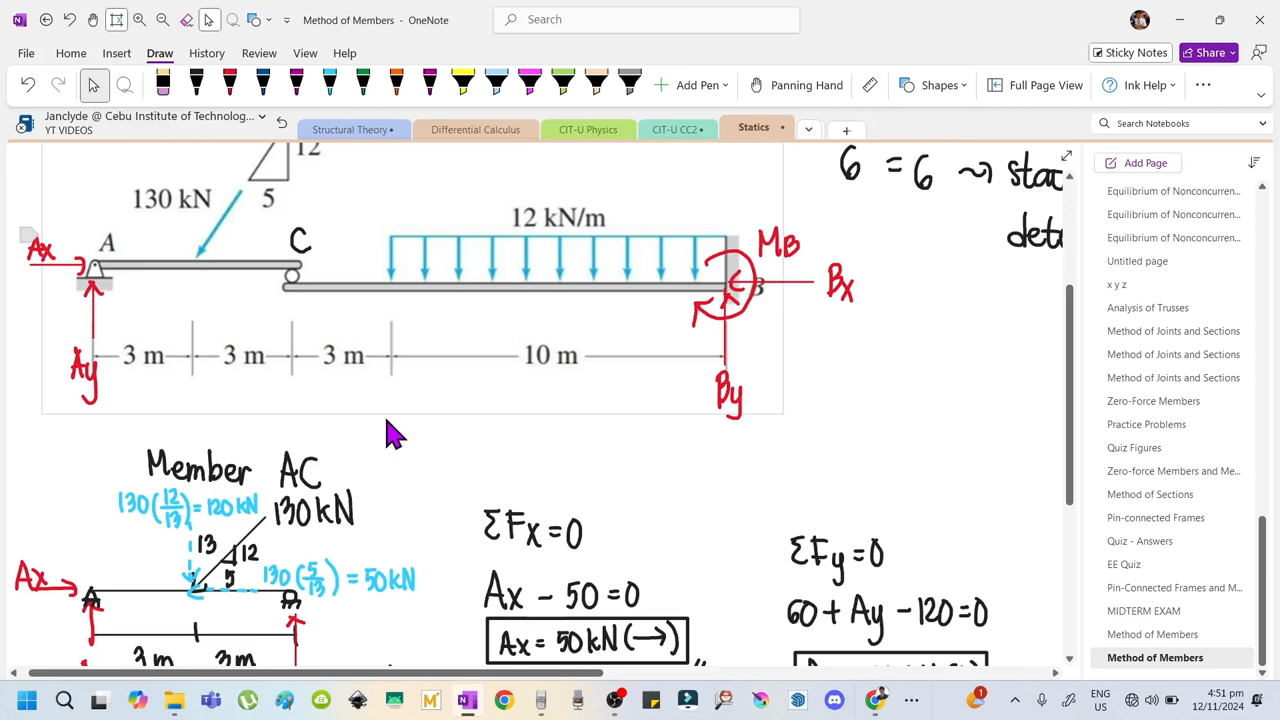 Method of Members - OneNote
Search
File Home Insert Draw History Review View Help
Sticky Notes Share
Add Pen Panning Hand Shapes Full Page View Ink Help
Janclyde @ Cebu Institute of Technolog...
YT VIDEOS
Structural Theory Differential Calculus CIT-U Physics CIT-U CC2 Statics
Search Notebooks
Add Page
Equilibrium of Nonconcurren...
Equilibrium of Nonconcurren...
Equilibrium of Nonconcurren...
Untitled page
x y z
Analysis of Trusses
Method of Joints and Sections
Method of Joints and Sections
Method of Joints and Sections
Zero-Force Members
Practice Problems
Quiz Figures
Zero-force Members and Me...
Method of Sections
Pin-connected Frames
Quiz - Answers
EE Quiz
Pin-Connected Frames and M...
MIDTERM EXAM
Method of Members
Method of Members
12
5
130 kN
6 = 6 ⤳ stat
dete
12 kN/m
Ax A C MB
B Bx
3 m 3 m 3 m 10 m
Ay By
Member AC
130(12/13) = 120 kN
130 kN
13 12
5
130(5/13) = 50 kN
Ax
3 m 3 m
ΣFx = 0
Ax - 50 = 0
Ax = 50 kN (→)
ΣFy = 0
60 + Ay - 120 = 0
ENG
US
4:51 pm
12/11/2024
1